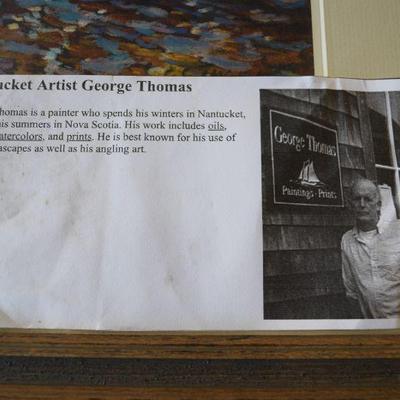 ucket Artist George Thomas
homas is a painter who spends his winters in Nantucket,
is summers in Nova Scotia. His work includes oils,
atercolors, and prints. He is best known for his use of
scapes as well as his angling art.
George Thomas
Paintings - Prints